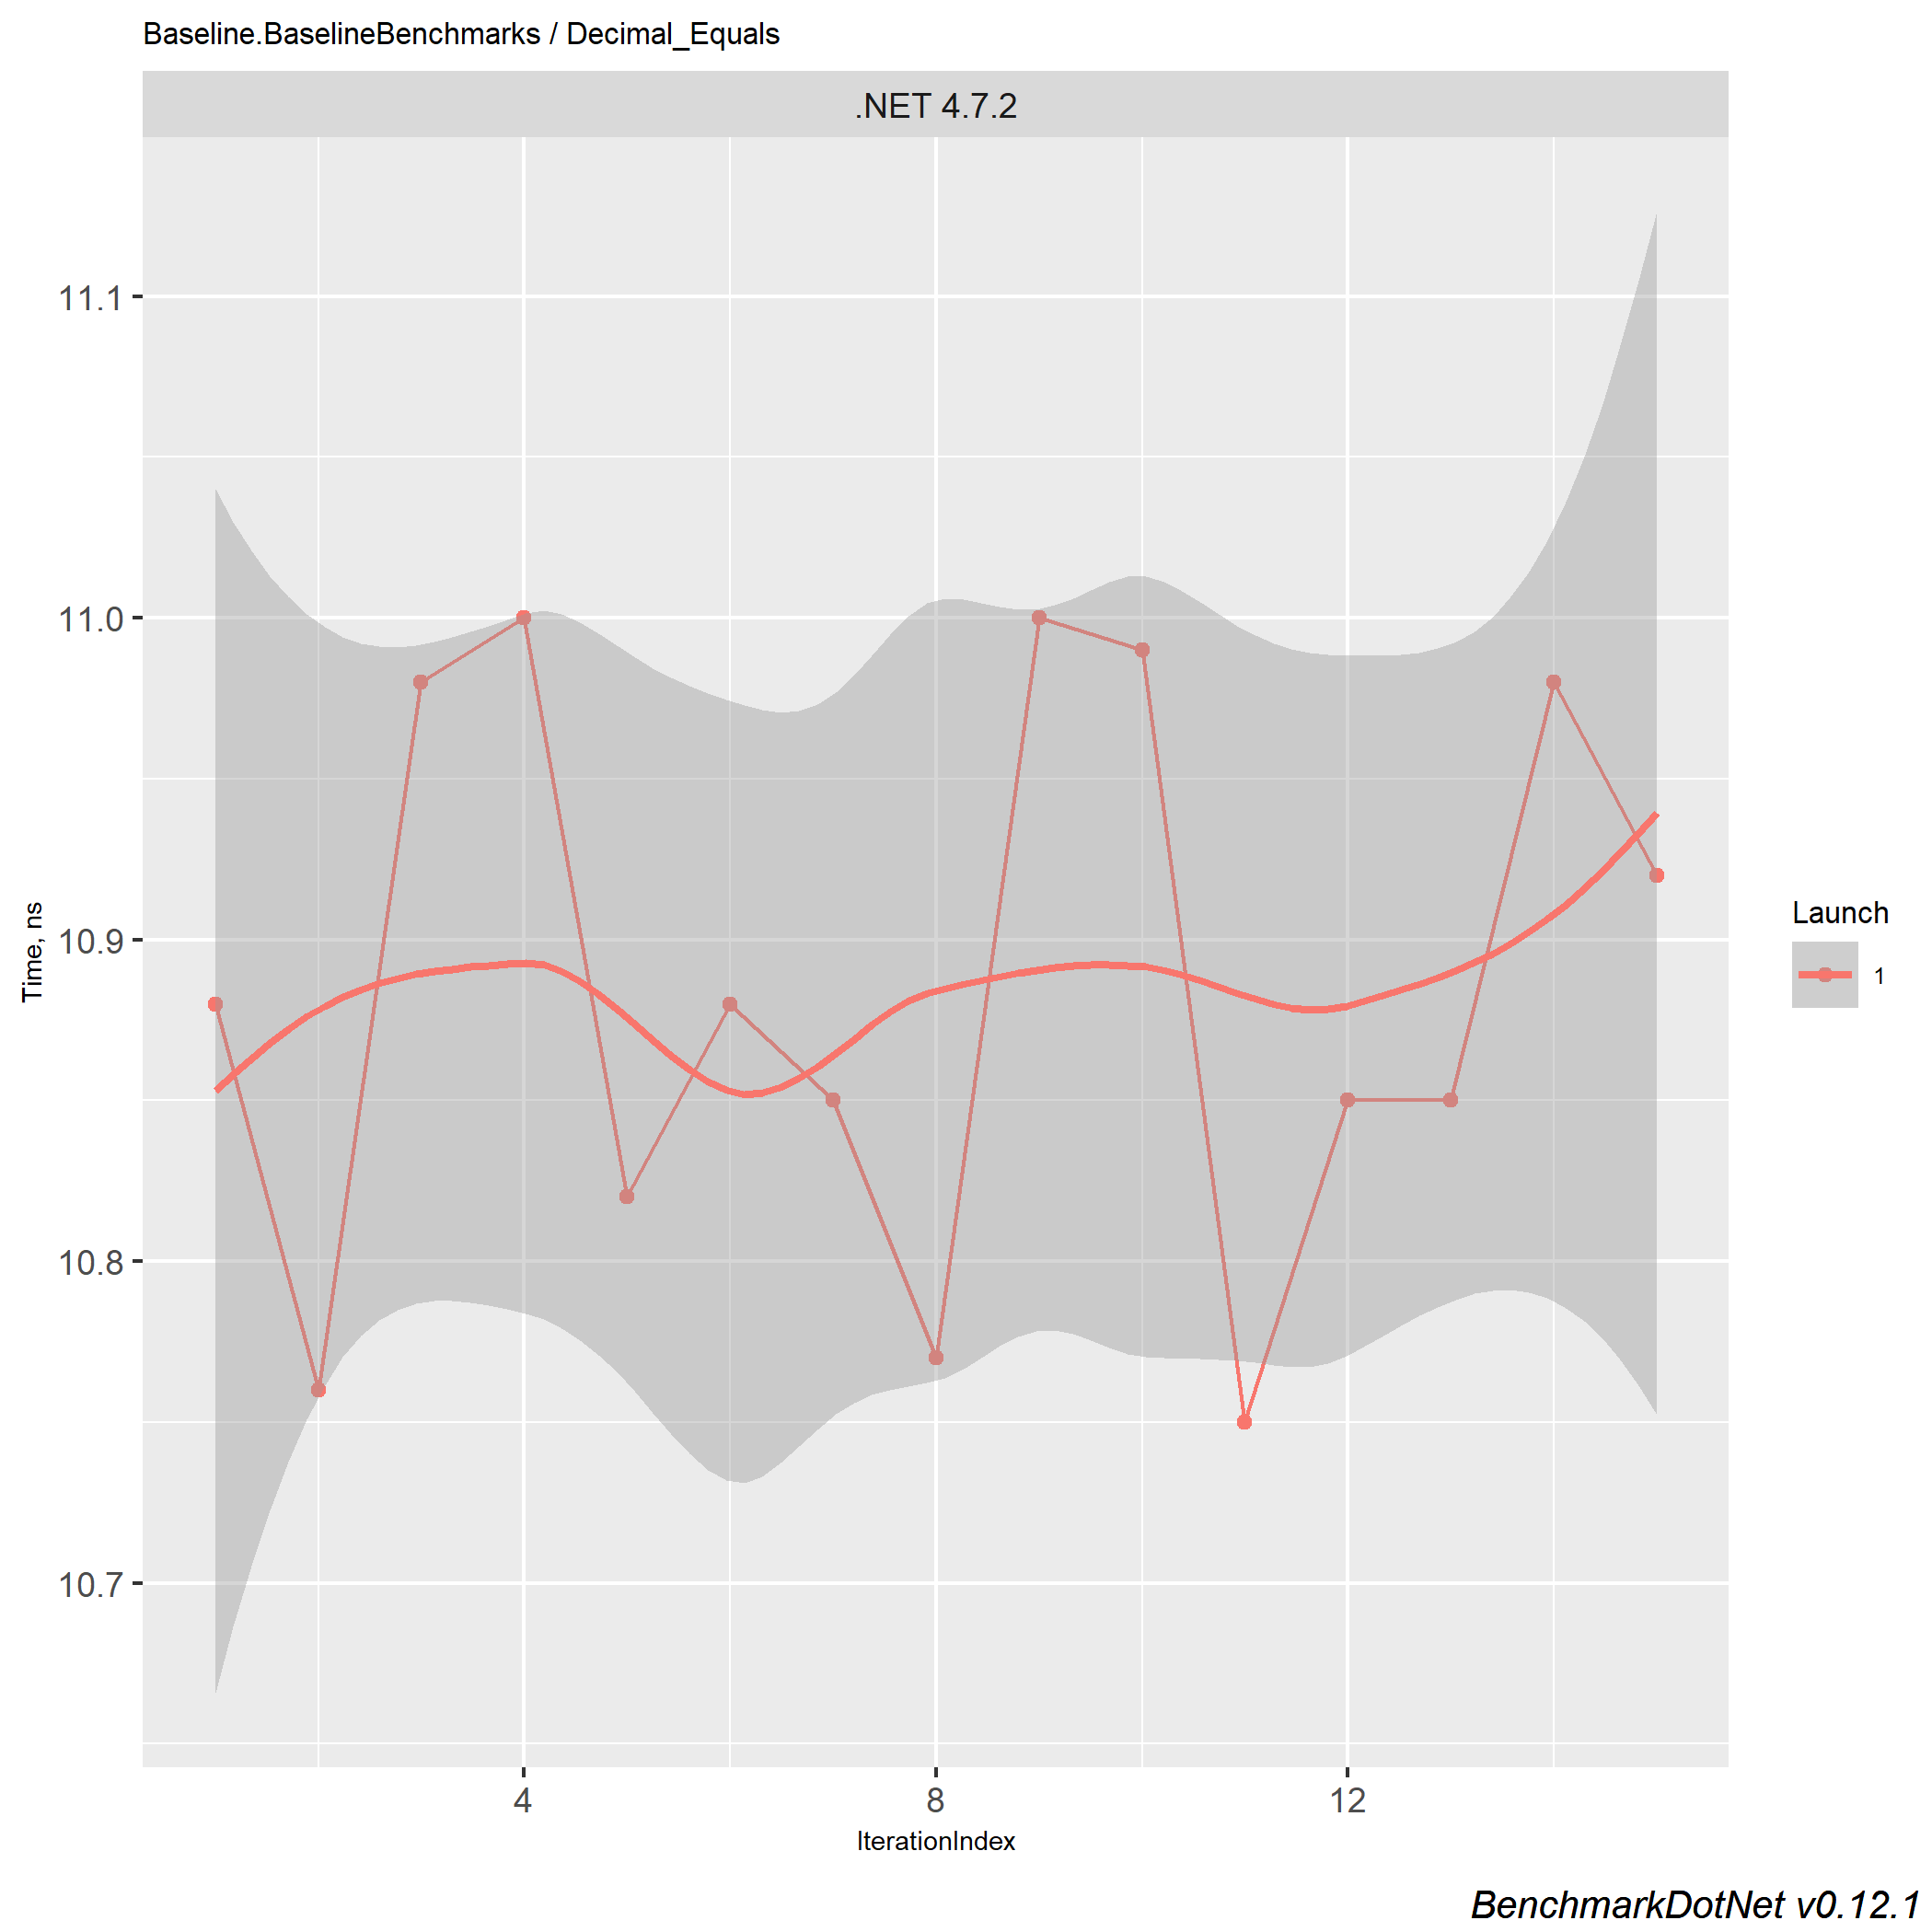 Baseline.BaselineBenchmarks / Decimal_Equals
.NET 4.7.2
11.1
11.0
10.9
10.8
10.7
Time, ns
4
8
12
IterationIndex
Launch
1
BenchmarkDotNet v0.12.1